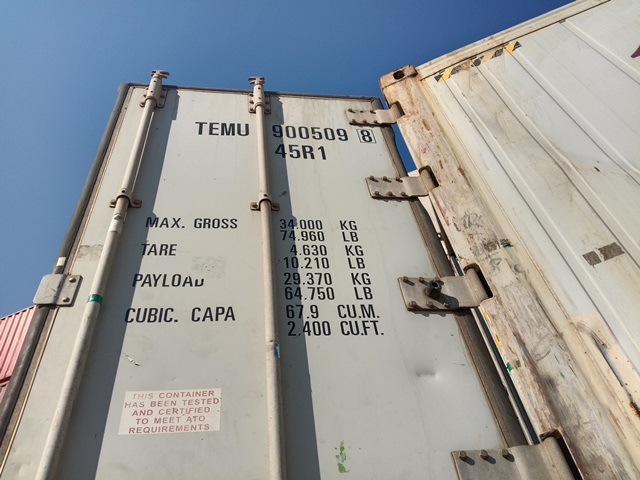 TEMU 900509 8
45R1
MAX. GROSS 34.000 KG
74.960 LB
TARE 4.630 KG
10.210 LB
PAYLOAD 29.370 KG
64.750 LB
CUBIC. CAPA 67.9 CU.M.
2.400 CU.FT.
THIS CONTAINER
HAS BEEN TESTED
AND CERTIFIED
TO MEET ATO
REQUIREMENTS